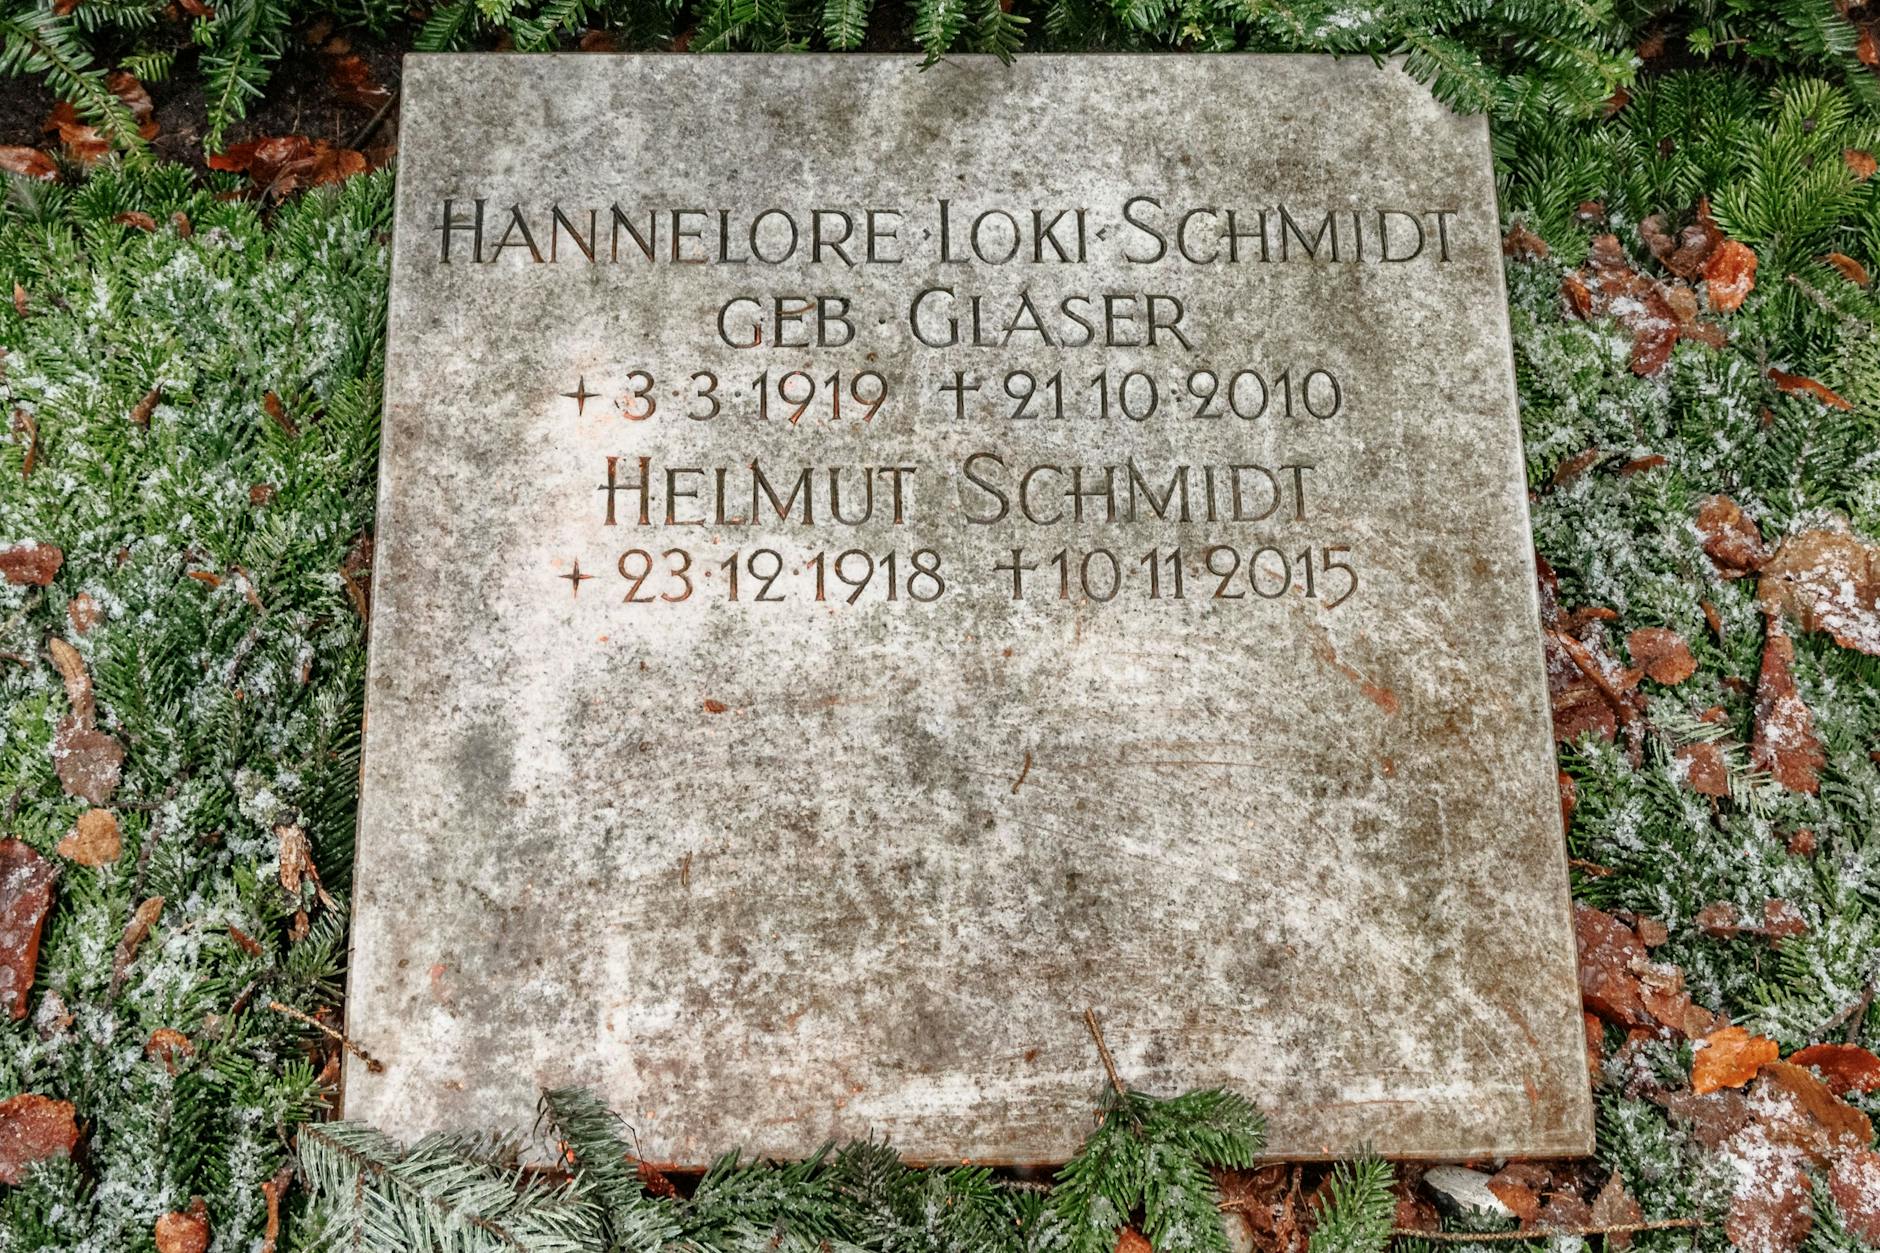 HANNELORE·LOKI·SCHMIDT
GEB · GLASER
+ 3·3·1919 † 21 10·2010
HELMUT SCHMIDT
+ 23·12·1918 † 10·11·2015